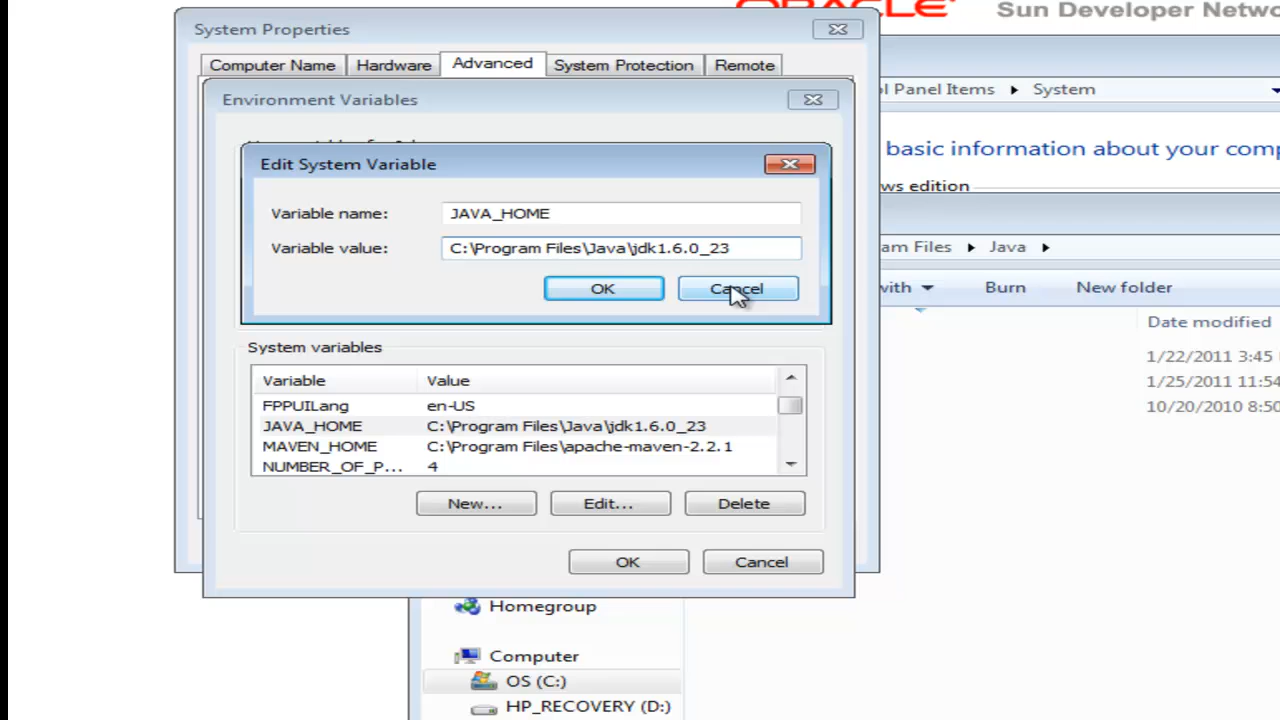 ORACLE
Sun Developer Netwo
System Properties
Computer Name Hardware Advanced System Protection Remote
Environment Variables
l Panel Items System
Edit System Variable
basic information about your comp
ws edition
Variable name: JAVA_HOME
Variable value: C:\Program Files\Java\jdk1.6.0_23
am Files Java
OK Cancel
with Burn New folder
Date modified
1/22/2011 3:45
1/25/2011 11:54
10/20/2010 8:50
System variables
Variable Value
FPPUILang en-US
JAVA_HOME C:\Program Files\Java\jdk1.6.0_23
MAVEN_HOME C:\Program Files\apache-maven-2.2.1
NUMBER_OF_P... 4
New... Edit... Delete
OK Cancel
Homegroup
Computer
OS (C:)
HP_RECOVERY (D:)